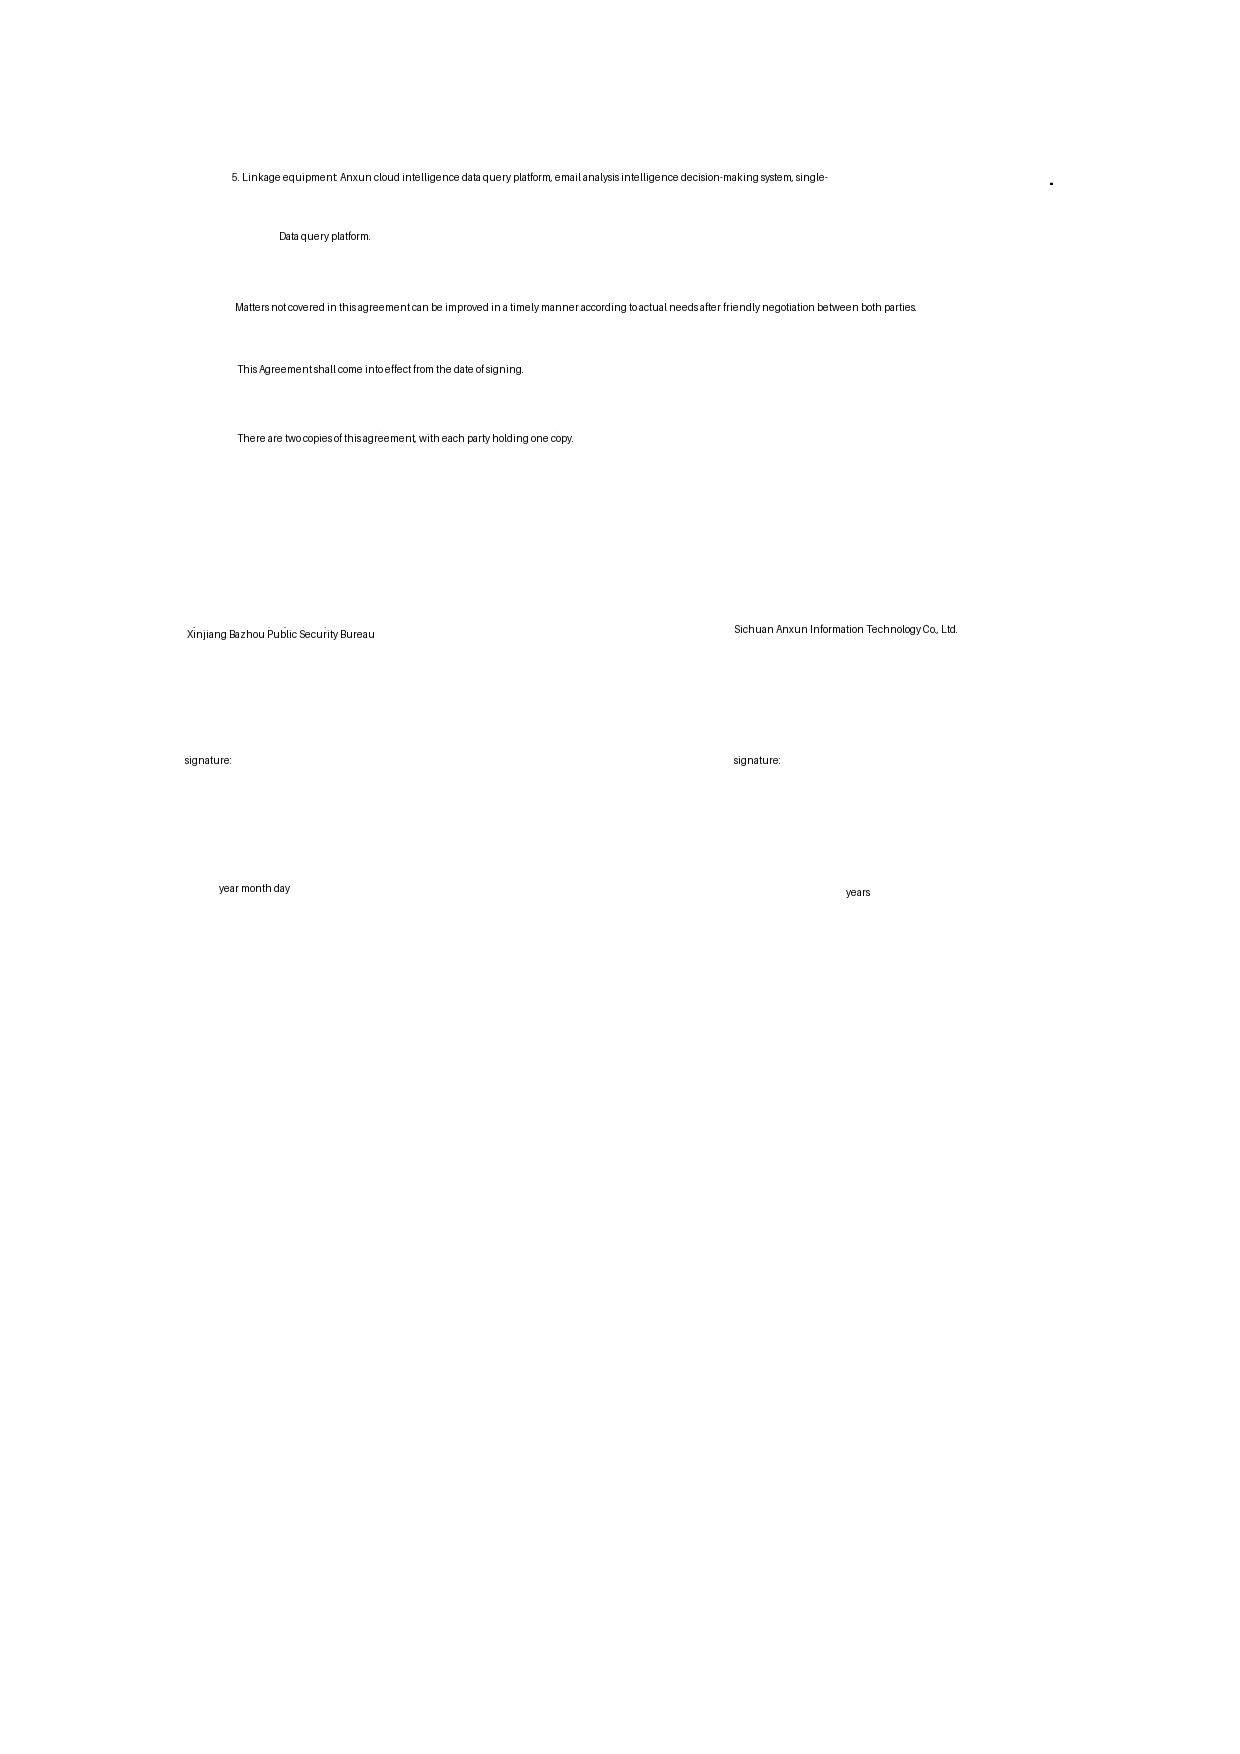 5. Linkage equipment: Anxun cloud intelligence data query platform, email analysis intelligence decision-making system, single-
Data query platform.
Matters not covered in this agreement can be improved in a timely manner according to actual needs after friendly negotiation between both parties.
This Agreement shall come into effect from the date of signing.
There are two copies of this agreement, with each party holding one copy.
Xinjiang Bazhou Public Security Bureau
Sichuan Anxun Information Technology Co., Ltd.
signature:
signature:
year month day
years